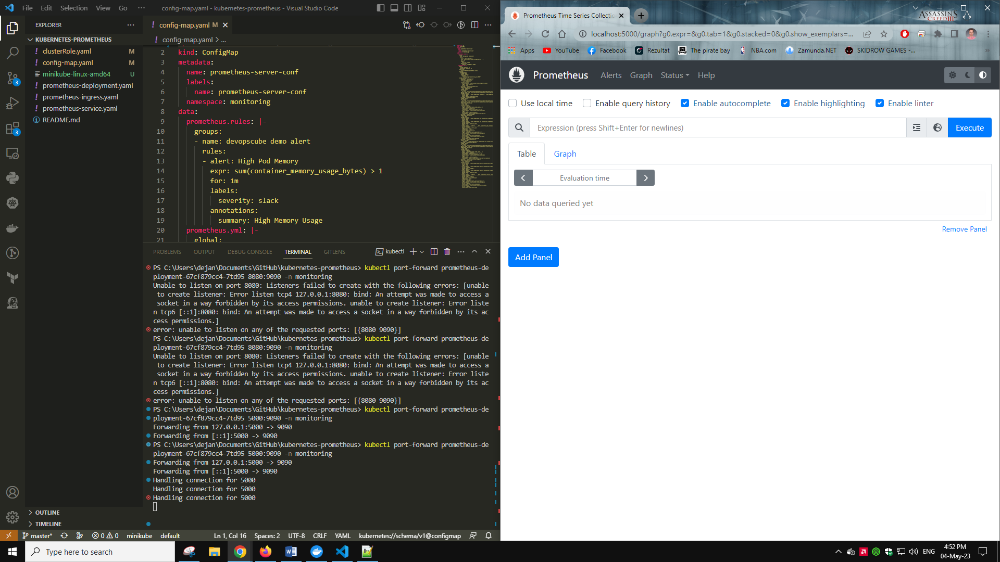 File Edit Selection View Go ··· config-map.yaml - kubernetes-prometheus - Visual Studio Code
EXPLORER ···
KUBERNETES-PROMETHEUS
! clusterRole.yaml M
! config-map.yaml M
minikube-linux-amd64 U
! prometheus-deployment.yaml
! prometheus-ingress.yaml
! prometheus-service.yaml
README.md
3
3
OUTLINE
TIMELINE
! config-map.yaml M
! config-map.yaml > ...
2 kind: ConfigMap
3 metadata:
4 name: prometheus-server-conf
5 labels:
6 name: prometheus-server-conf
7 namespace: monitoring
8 data:
9 prometheus.rules: |-
10 groups:
11 - name: devopscube demo alert
12 rules:
13 - alert: High Pod Memory
14 expr: sum(container_memory_usage_bytes) > 1
15 for: 1m
16 labels:
17 severity: slack
18 annotations:
19 summary: High Memory Usage
20 prometheus.yml: |-
21 global:
PROBLEMS OUTPUT DEBUG CONSOLE TERMINAL GITLENS kubectl
PS C:\Users\dejan\Documents\GitHub\kubernetes-prometheus> kubectl port-forward prometheus-de
ployment-67cf879cc4-7td95 8080:9090 -n monitoring
Unable to listen on port 8080: Listeners failed to create with the following errors: [unable
to create listener: Error listen tcp4 127.0.0.1:8080: bind: An attempt was made to access a
socket in a way forbidden by its access permissions. unable to create listener: Error liste
n tcp6 [::1]:8080: bind: An attempt was made to access a socket in a way forbidden by its ac
cess permissions.]
error: unable to listen on any of the requested ports: [{8080 9090}]
PS C:\Users\dejan\Documents\GitHub\kubernetes-prometheus> kubectl port-forward prometheus-de
ployment-67cf879cc4-7td95 8080:9090 -n monitoring
Unable to listen on port 8080: Listeners failed to create with the following errors: [unable
to create listener: Error listen tcp4 127.0.0.1:8080: bind: An attempt was made to access a
socket in a way forbidden by its access permissions. unable to create listener: Error liste
n tcp6 [::1]:8080: bind: An attempt was made to access a socket in a way forbidden by its ac
cess permissions.]
error: unable to listen on any of the requested ports: [{8080 9090}]
PS C:\Users\dejan\Documents\GitHub\kubernetes-prometheus> kubectl port-forward prometheus-de
ployment-67cf879cc4-7td95 5000:9090 -n monitoring
Forwarding from 127.0.0.1:5000 -> 9090
Forwarding from [::1]:5000 -> 9090
PS C:\Users\dejan\Documents\GitHub\kubernetes-prometheus> kubectl port-forward prometheus-de
ployment-67cf879cc4-7td95 5000:9090 -n monitoring
Forwarding from 127.0.0.1:5000 -> 9090
Forwarding from [::1]:5000 -> 9090
Handling connection for 5000
Handling connection for 5000
Handling connection for 5000
master* 0 0 minikube default Ln 1, Col 16 Spaces: 2 UTF-8 CRLF YAML kubernetes://schema/v1@configmap
Prometheus Time Series Collectic
ASSASSINS CREED III
localhost:5000/graph?g0.expr=&g0.tab=1&g0.stacked=0&g0.show_exemplars=...
Apps YouTube Facebook Rezultat The pirate bay NBA.com Zamunda.NET SKIDROW GAMES -... »
Prometheus Alerts Graph Status Help
Use local time Enable query history Enable autocomplete Enable highlighting Enable linter
Expression (press Shift+Enter for newlines) Execute
Table Graph
Evaluation time
No data queried yet
Remove Panel
Add Panel
Type here to search
ENG
4:52 PM
04-May-23